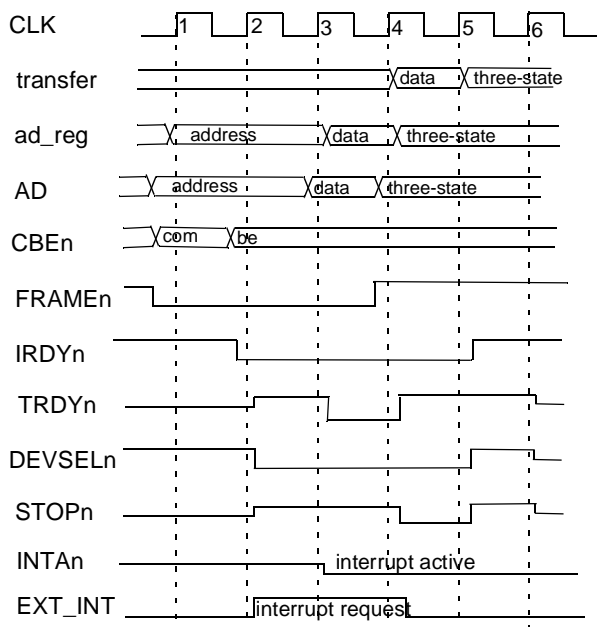 CLK 1 2 3 4 5 6
transfer data three-state
ad_reg address data three-state
AD address data three-state
CBEn com be
FRAMEn
IRDYn
TRDYn
DEVSELn
STOPn
INTAn interrupt active
EXT_INT interrupt request